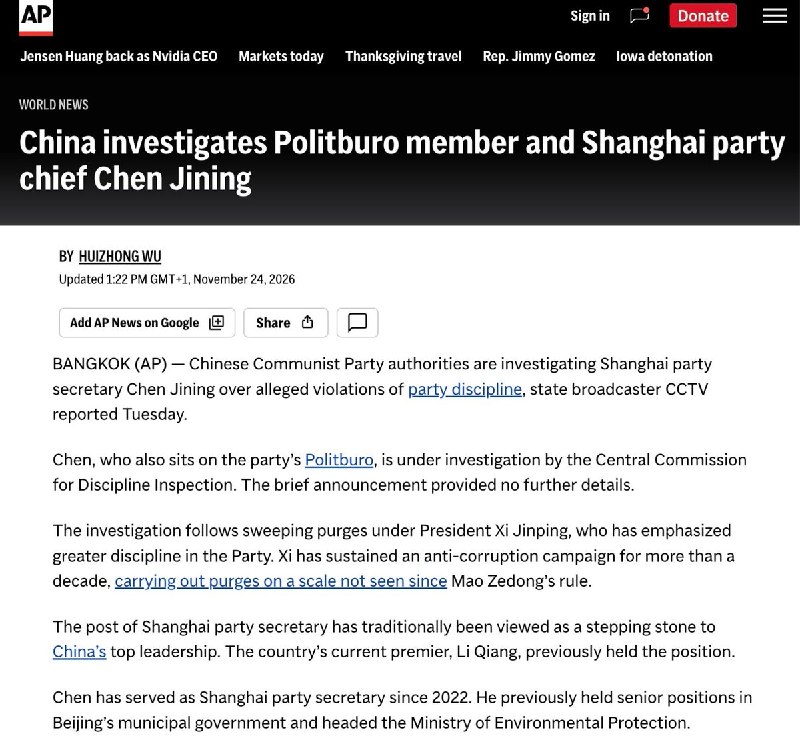 AP
Sign in
Donate
Jensen Huang back as Nvidia CEO
Markets today
Thanksgiving travel
Rep. Jimmy Gomez
Iowa detonation
WORLD NEWS
China investigates Politburo member and Shanghai party
chief Chen Jining
BY HUIZHONG WU
Updated 1:22 PM GMT+1, November 24, 2026
Add AP News on Google
Share
BANGKOK (AP) — Chinese Communist Party authorities are investigating Shanghai party
secretary Chen Jining over alleged violations of party discipline, state broadcaster CCTV
reported Tuesday.
Chen, who also sits on the party’s Politburo, is under investigation by the Central Commission
for Discipline Inspection. The brief announcement provided no further details.
The investigation follows sweeping purges under President Xi Jinping, who has emphasized
greater discipline in the Party. Xi has sustained an anti-corruption campaign for more than a
decade, carrying out purges on a scale not seen since Mao Zedong’s rule.
The post of Shanghai party secretary has traditionally been viewed as a stepping stone to
China’s top leadership. The country’s current premier, Li Qiang, previously held the position.
Chen has served as Shanghai party secretary since 2022. He previously held senior positions in
Beijing’s municipal government and headed the Ministry of Environmental Protection.